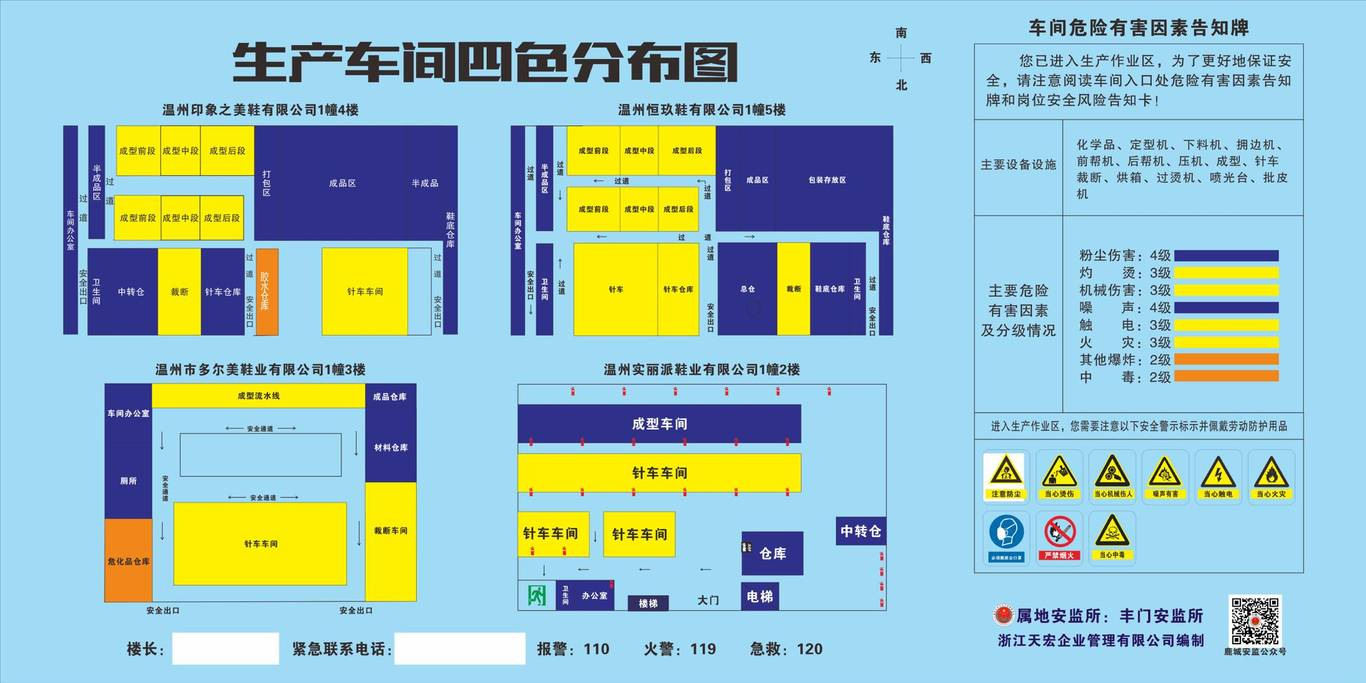 生产车间四色分布图
南
东 西
北
温州印象之美鞋有限公司1幢4楼
车间办公室
半成品区
过道
过道
成型前段 成型中段 成型后段
成型前段 成型中段 成型后段
打包区
成品区
半成品
鞋底仓库
安全出口
卫生间
中转仓
裁断
针车仓库
过道
安全出口
胶水仓库
针车车间
过道
安全出口
温州恒玖鞋有限公司1幢5楼
车间办公室
过道
半成品区
过道
成型前段 成型中段 成型后段
过道
过道
成型前段 成型中段 成型后段
打包区
成品区
包装存放区
鞋底仓库
过道
安全出口
卫生间
过道
针车
针车仓库
过道
安全出口
总仓
裁断
鞋底仓库
卫生间
过道
安全出口
温州市多尔美鞋业有限公司1幢3楼
车间办公室
成型流水线
成品仓库
安全通道
材料仓库
厕所
安全通道
安全通道
危化品仓库
针车车间
裁断车间
安全出口
安全出口
温州实丽派鞋业有限公司1幢2楼
成型车间
针车车间
针车车间
针车车间
中转仓
仓库
卫生间
办公室
楼梯
大门
电梯
楼长：
紧急联系电话：
报警：110
火警：119
急救：120
车间危险有害因素告知牌
您已进入生产作业区，为了更好地保证安
全，请注意阅读车间入口处危险有害因素告知
牌和岗位安全风险告知卡！
主要设备设施
化学品、定型机、下料机、拥边机、
前帮机、后帮机、压机、成型、针车
裁断、烘箱、过烫机、喷光台、批皮
机
主要危险
有害因素
及分级情况
粉尘伤害：4级
灼 烫：3级
机械伤害：3级
噪 声：4级
触 电：3级
火 灾：3级
其他爆炸：2级
中 毒：2级
进入生产作业区，您需要注意以下安全警示标示并佩戴劳动防护用品
注意防尘
当心烫伤
当心机械伤人
噪声有害
当心触电
当心火灾
必须戴防尘口罩
严禁烟火
当心中毒
属地安监所：丰门安监所
浙江天宏企业管理有限公司编制
鹿城安监公众号